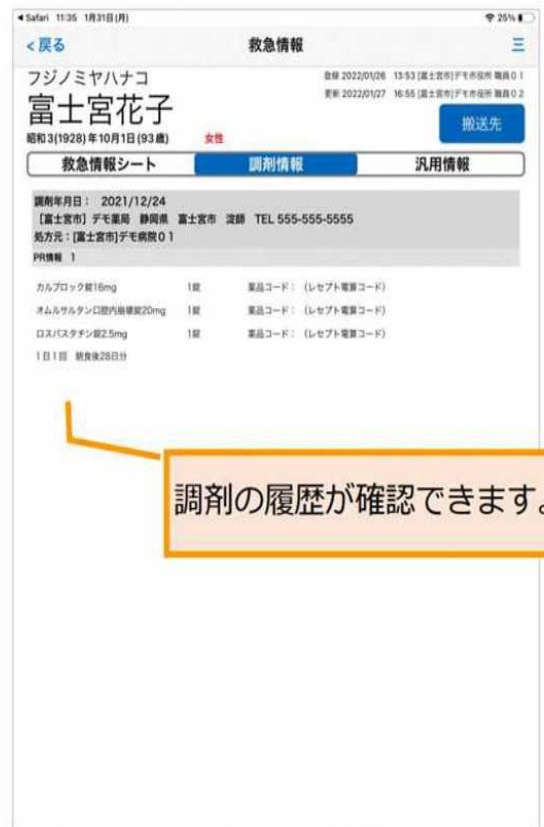 ◀Safari 11:35 1月31日(月) 25%
<戻る 救急情報 三
フジノミヤハナコ
登録 2022/01/26 13:53 [富士宮市]デモ市役所 職員01
富士宮花子
更新 2022/01/27 16:55 [富士宮市]デモ市役所 職員02
搬送先
昭和3(1928)年10月1日(93歳) 女性
救急情報シート 調剤情報 汎用情報
調剤年月日: 2021/12/24
[富士宮市] デモ薬局 静岡県 富士宮市 淀師 TEL 555-555-5555
処方元:[富士宮市]デモ病院01
PR情報 1
カルブロック錠16mg 1錠 薬品コード: (レセプト電算コード)
オムルサルタン口腔内崩壊錠20mg 1錠 薬品コード: (レセプト電算コード)
ロスバスタチン錠2.5mg 1錠 薬品コード: (レセプト電算コード)
1日1回 朝食後28日分
調剤の履歴が確認できます。